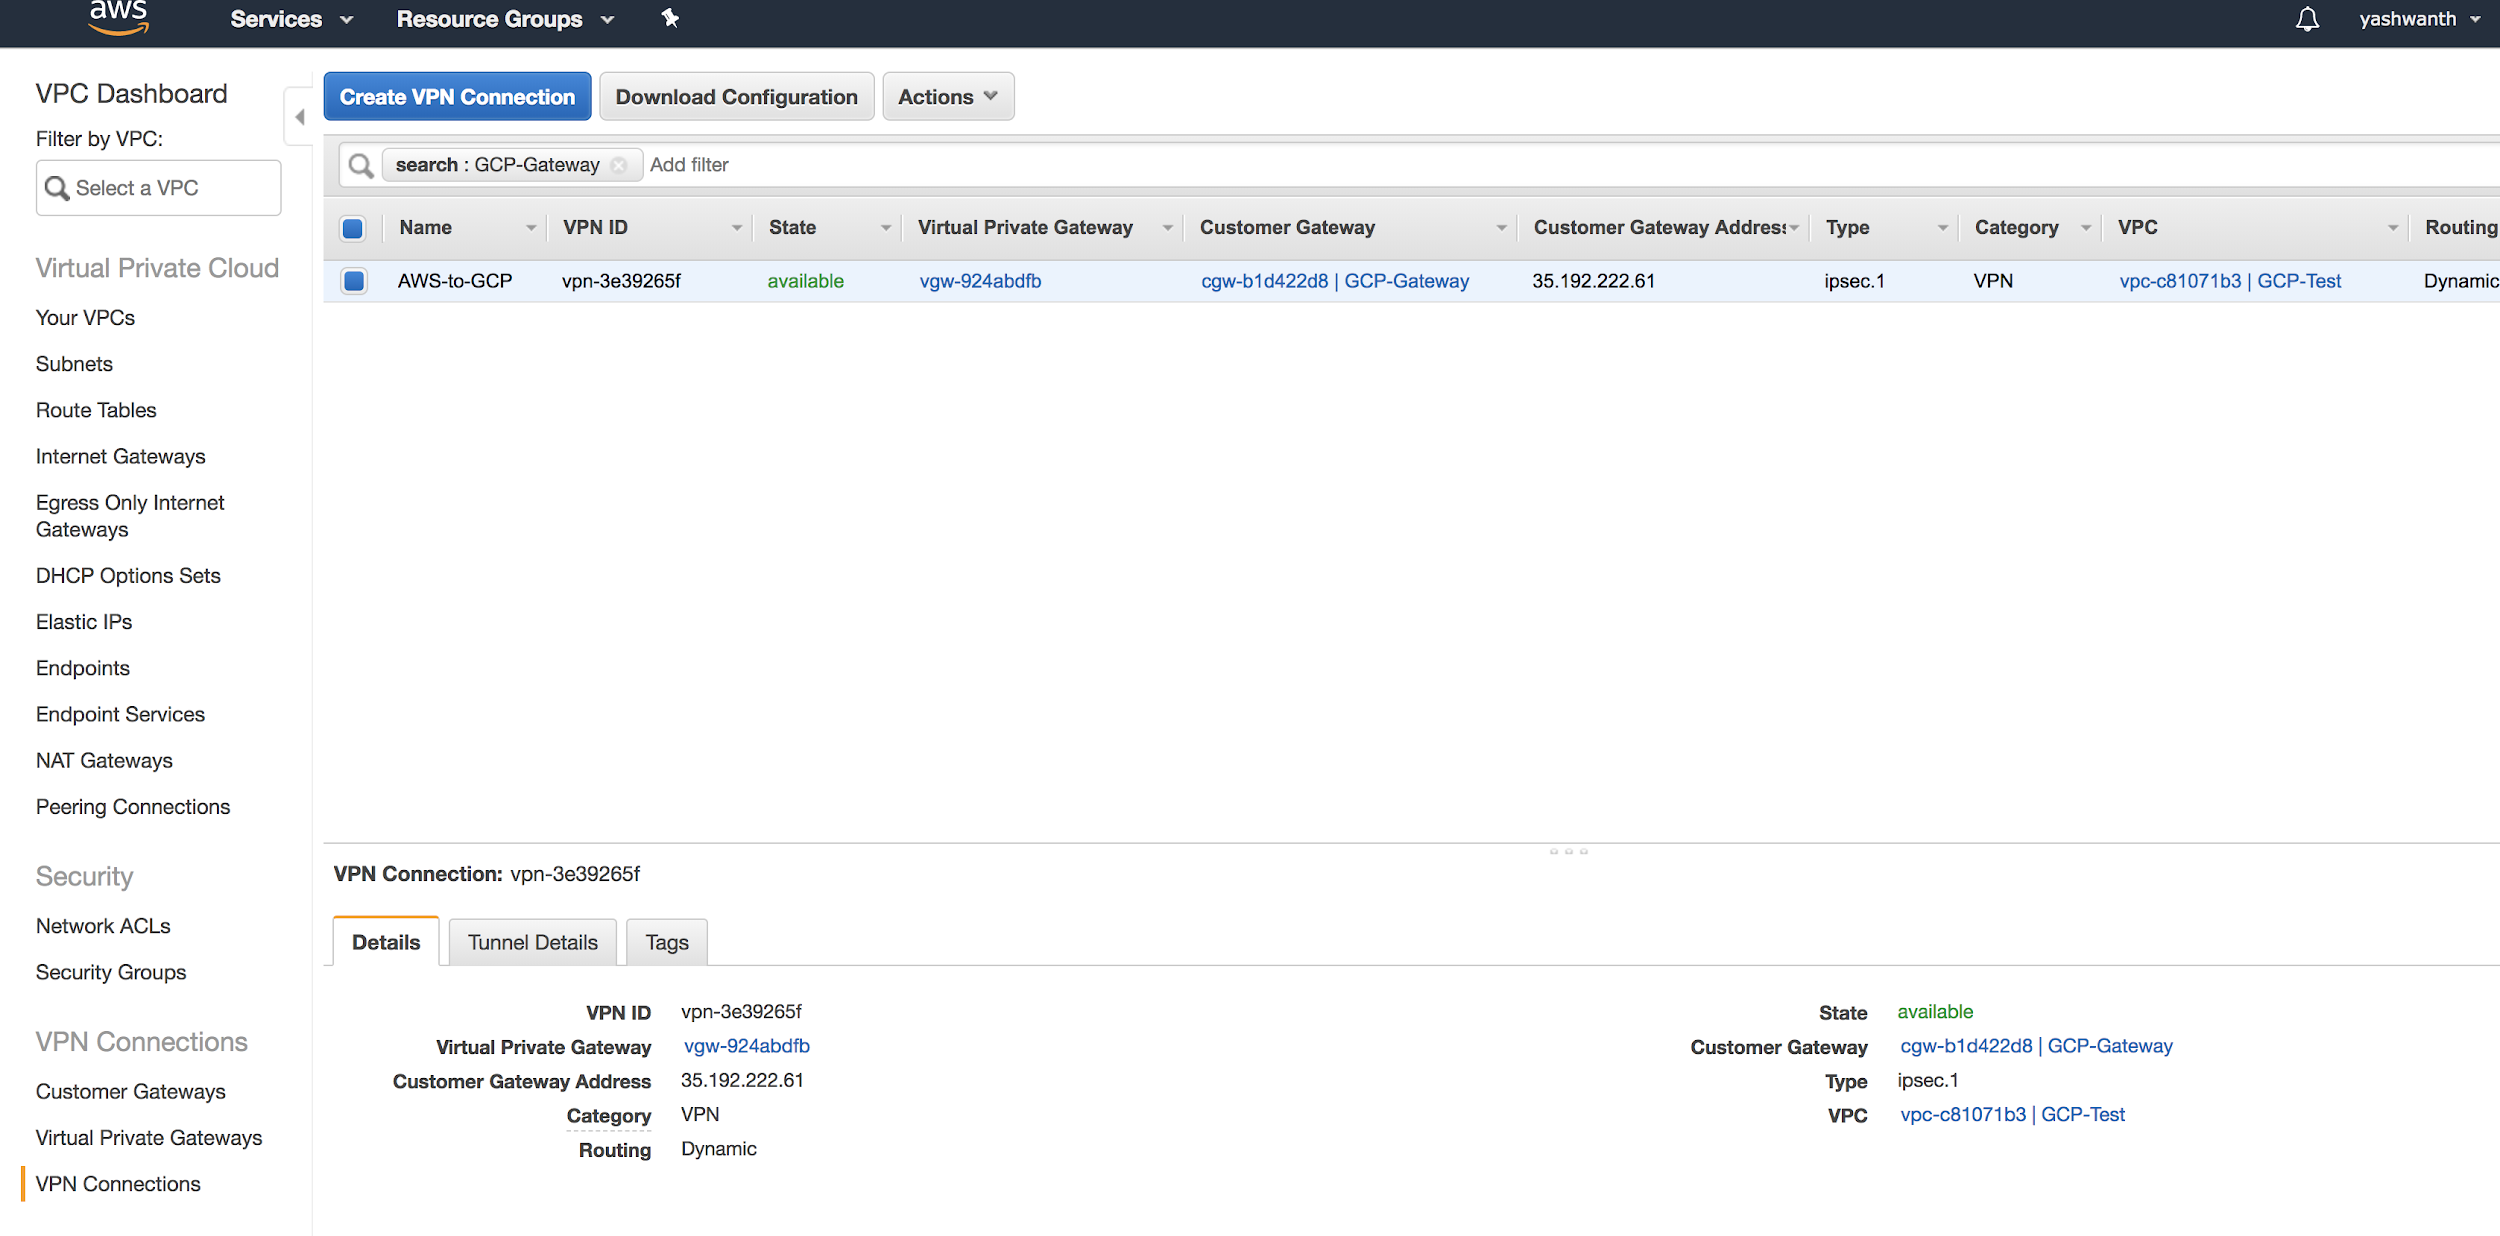 aws Services Resource Groups yashwanth
VPC Dashboard
Filter by VPC:
Select a VPC
Virtual Private Cloud
Your VPCs
Subnets
Route Tables
Internet Gateways
Egress Only Internet
Gateways
DHCP Options Sets
Elastic IPs
Endpoints
Endpoint Services
NAT Gateways
Peering Connections
Security
Network ACLs
Security Groups
VPN Connections
Customer Gateways
Virtual Private Gateways
VPN Connections
Create VPN Connection Download Configuration Actions
search : GCP-Gateway Add filter
Name VPN ID State Virtual Private Gateway Customer Gateway Customer Gateway Address Type Category VPC Routing
AWS-to-GCP vpn-3e39265f available vgw-924abdfb cgw-b1d422d8 | GCP-Gateway 35.192.222.61 ipsec.1 VPN vpc-c81071b3 | GCP-Test Dynamic
VPN Connection: vpn-3e39265f
Details Tunnel Details Tags
VPN ID vpn-3e39265f State available
Virtual Private Gateway vgw-924abdfb Customer Gateway cgw-b1d422d8 | GCP-Gateway
Customer Gateway Address 35.192.222.61 Type ipsec.1
Category VPN VPC vpc-c81071b3 | GCP-Test
Routing Dynamic